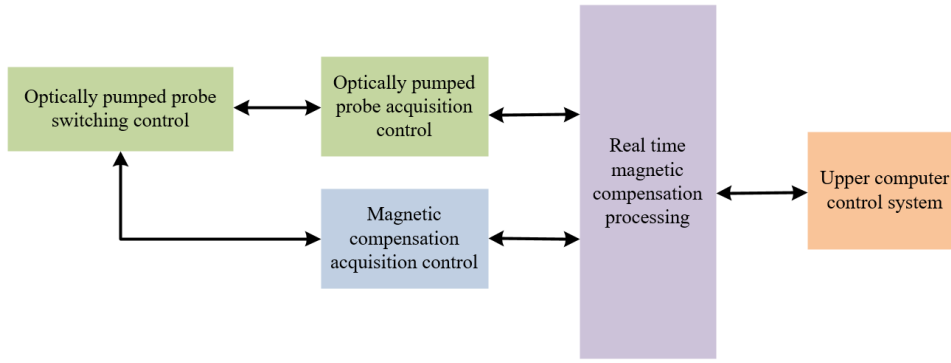 Optically pumped probe
switching control
Optically pumped
probe acquisition
control
Magnetic
compensation
acquisition control
Real time
magnetic
compensation
processing
Upper computer
control system